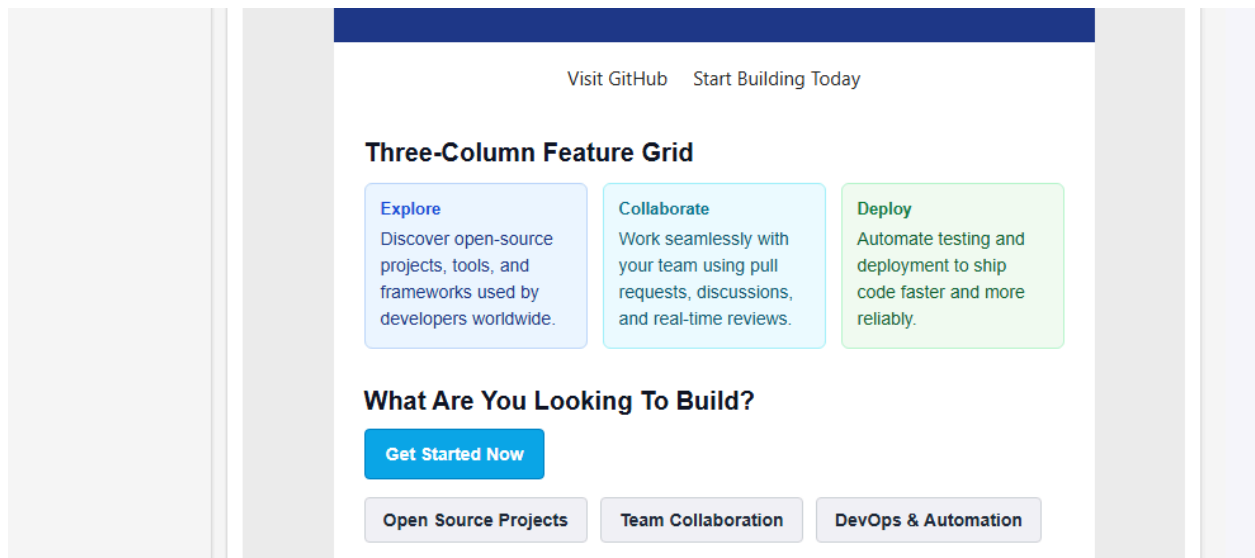 Visit GitHub Start Building Today
Three-Column Feature Grid
Explore
Discover open-source
projects, tools, and
frameworks used by
developers worldwide.
Collaborate
Work seamlessly with
your team using pull
requests, discussions,
and real-time reviews.
Deploy
Automate testing and
deployment to ship
code faster and more
reliably.
What Are You Looking To Build?
Get Started Now
Open Source Projects Team Collaboration DevOps & Automation